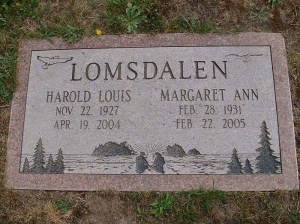 LOMSDALEN
HAROLD LOUIS MARGARET ANN
NOV. 22, 1927 FEB. 28, 1931
APR. 19, 2004 FEB. 22, 2005